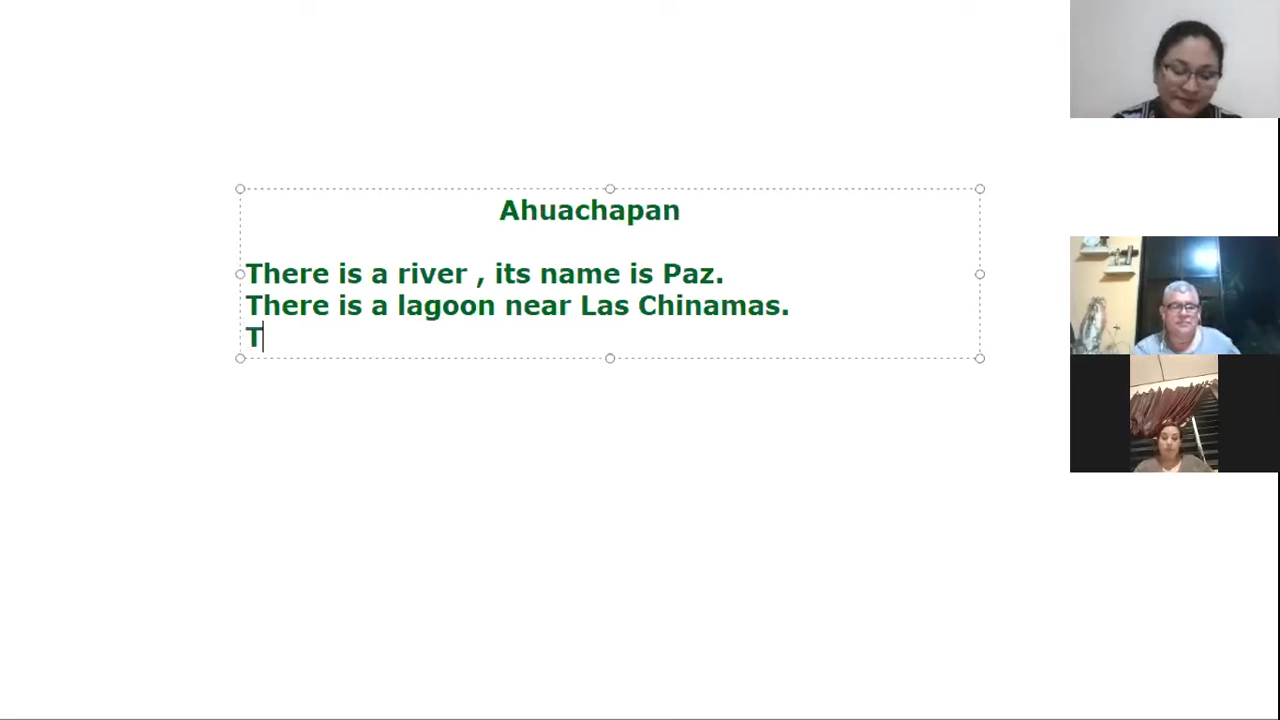 Ahuachapan
There is a river , its name is Paz.
There is a lagoon near Las Chinamas.
T